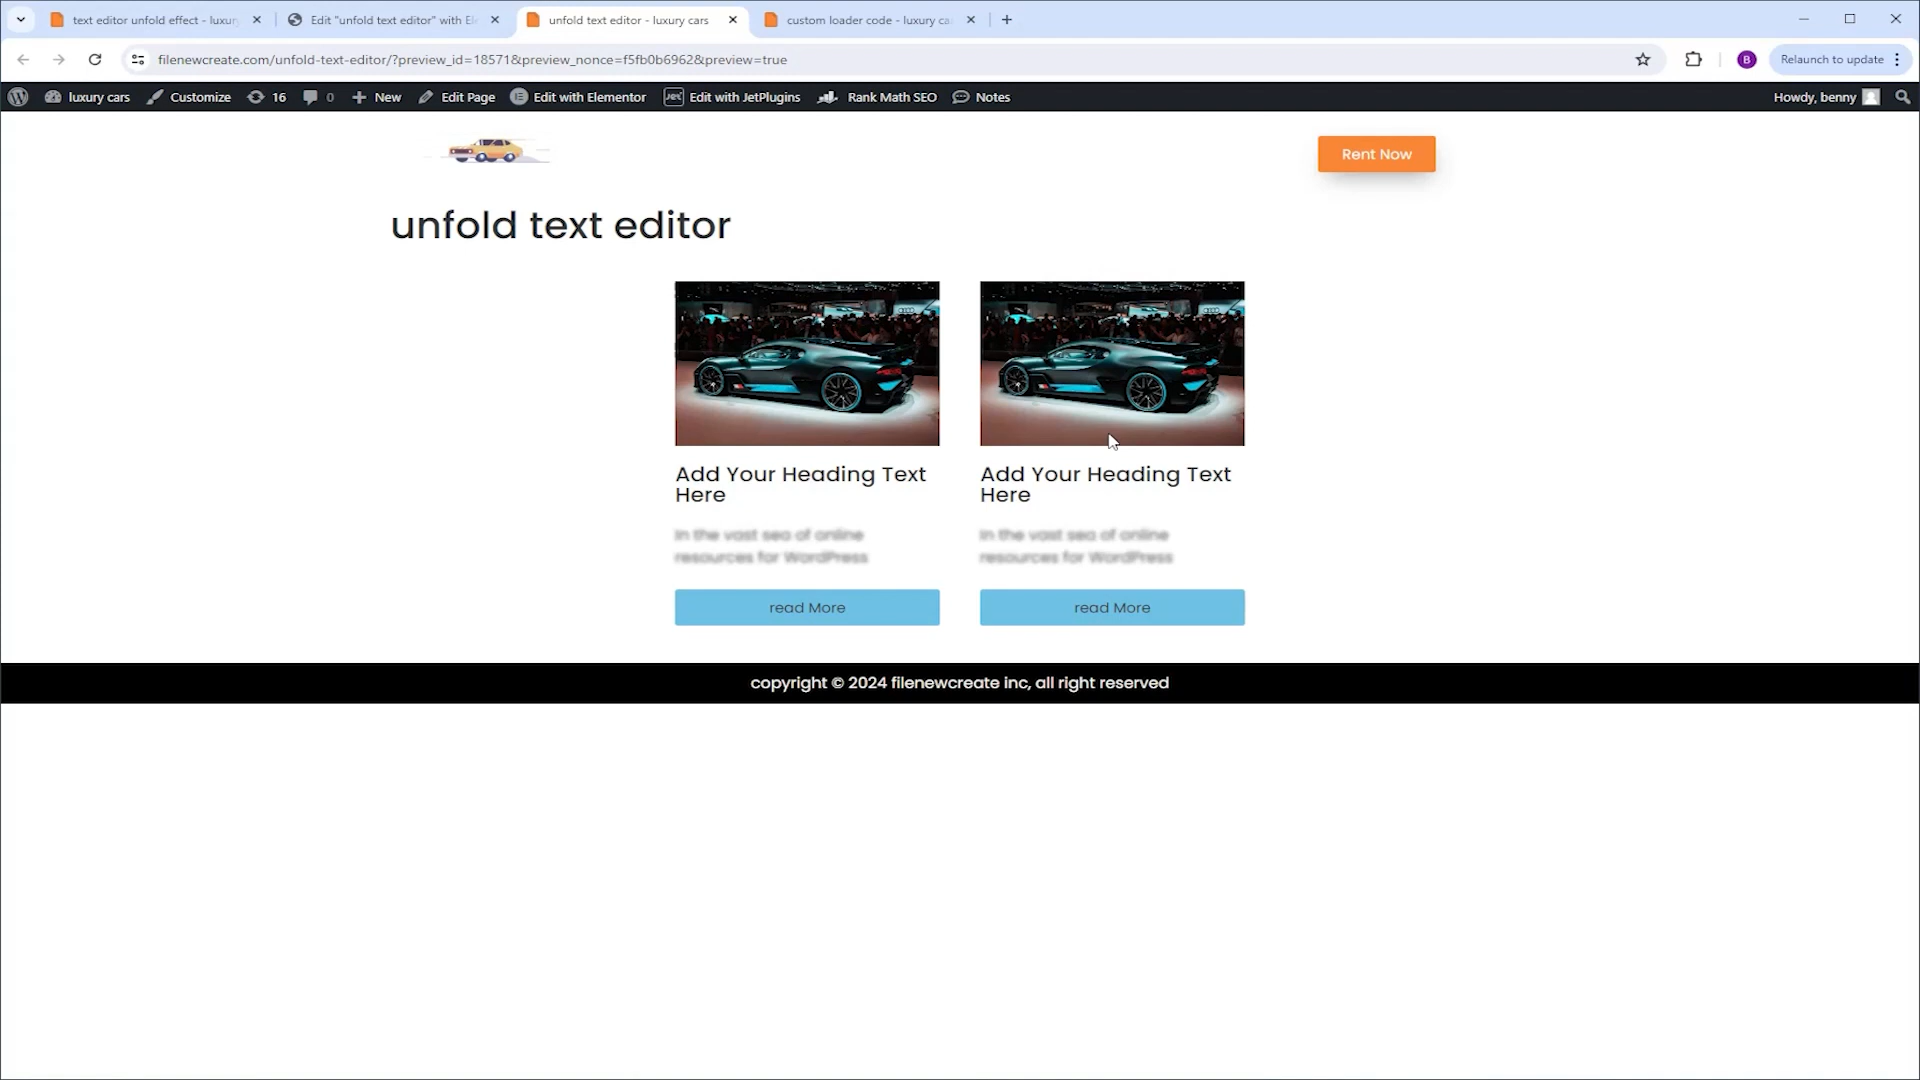 text editor unfold effect - luxury
Edit "unfold text editor" with El
unfold text editor - luxury cars
custom loader code - luxury ca
filenewcreate.com/unfold-text-editor/?preview_id=18571&preview_nonce=f5fb0b6962&preview=true
B
Relaunch to update
luxury cars
Customize
16
0
New
Edit Page
Edit with Elementor
Edit with JetPlugins
Rank Math SEO
Notes
Howdy, benny
Rent Now
unfold text editor
Add Your Heading Text
Here
In the vast sea of online
resources for WordPress
read More
Add Your Heading Text
Here
In the vast sea of online
resources for WordPress
read More
copyright © 2024 filenewcreate inc, all right reserved